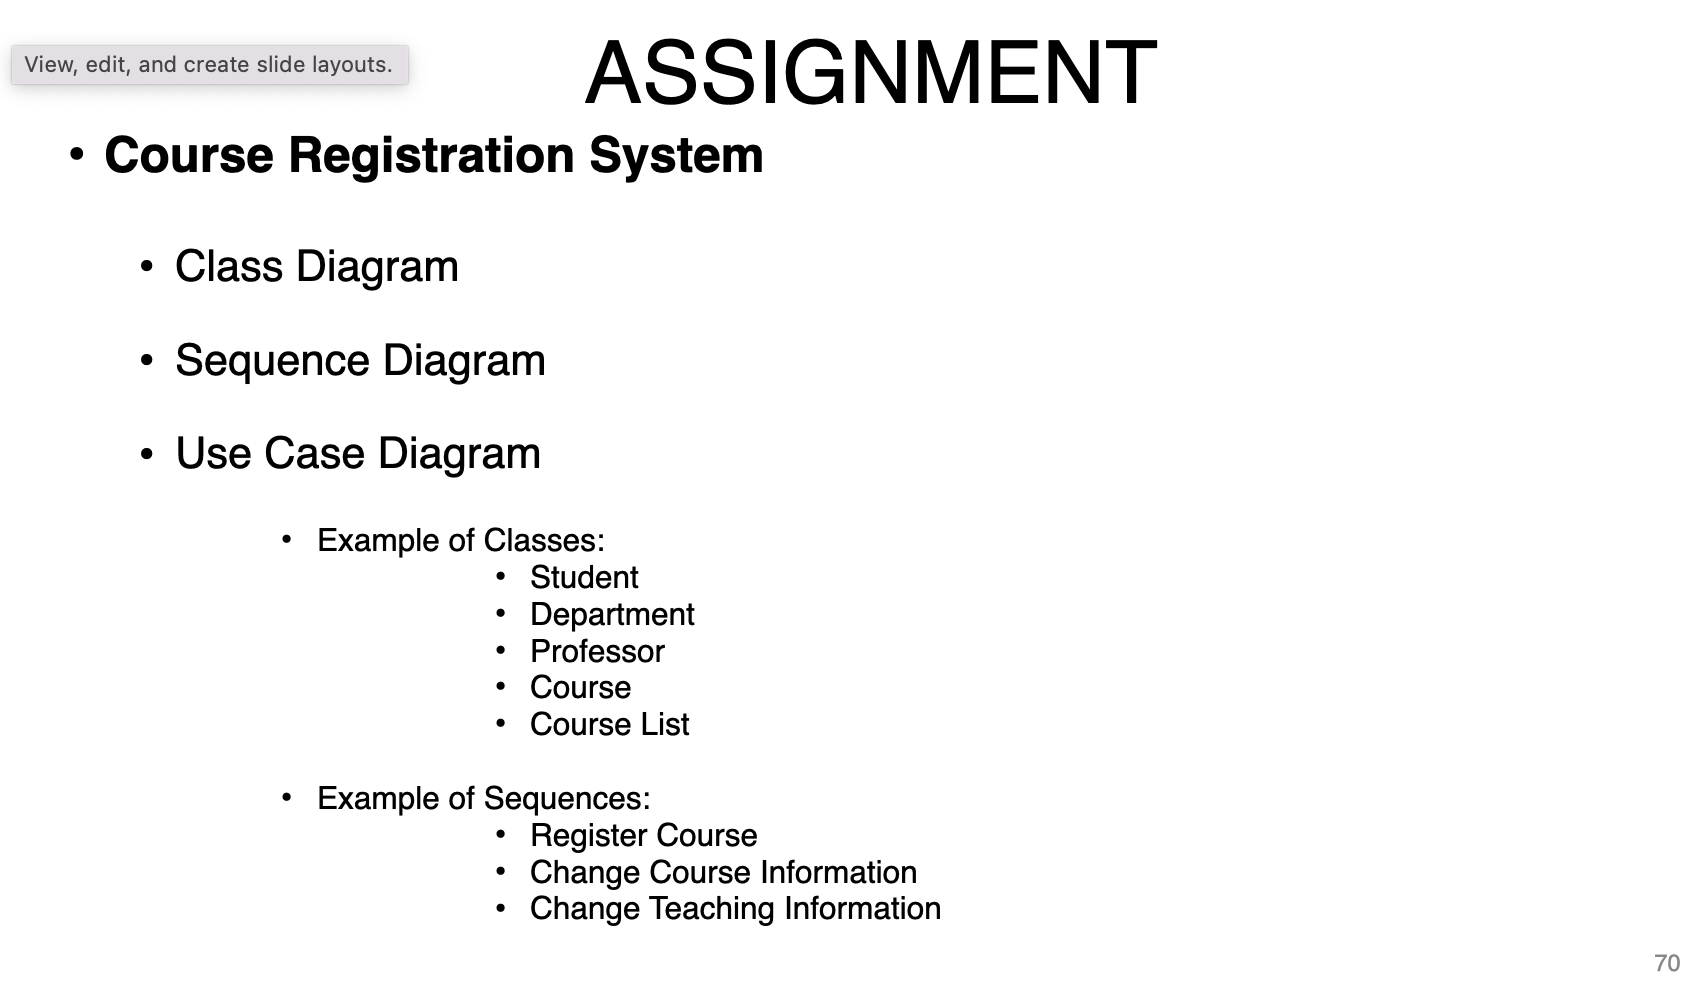 View, edit, and create slide layouts.
ASSIGNMENT
• Course Registration System
• Class Diagram
• Sequence Diagram
• Use Case Diagram
• Example of Classes:
• Student
• Department
• Professor
• Course
• Course List
• Example of Sequences:
• Register Course
• Change Course Information
• Change Teaching Information
70